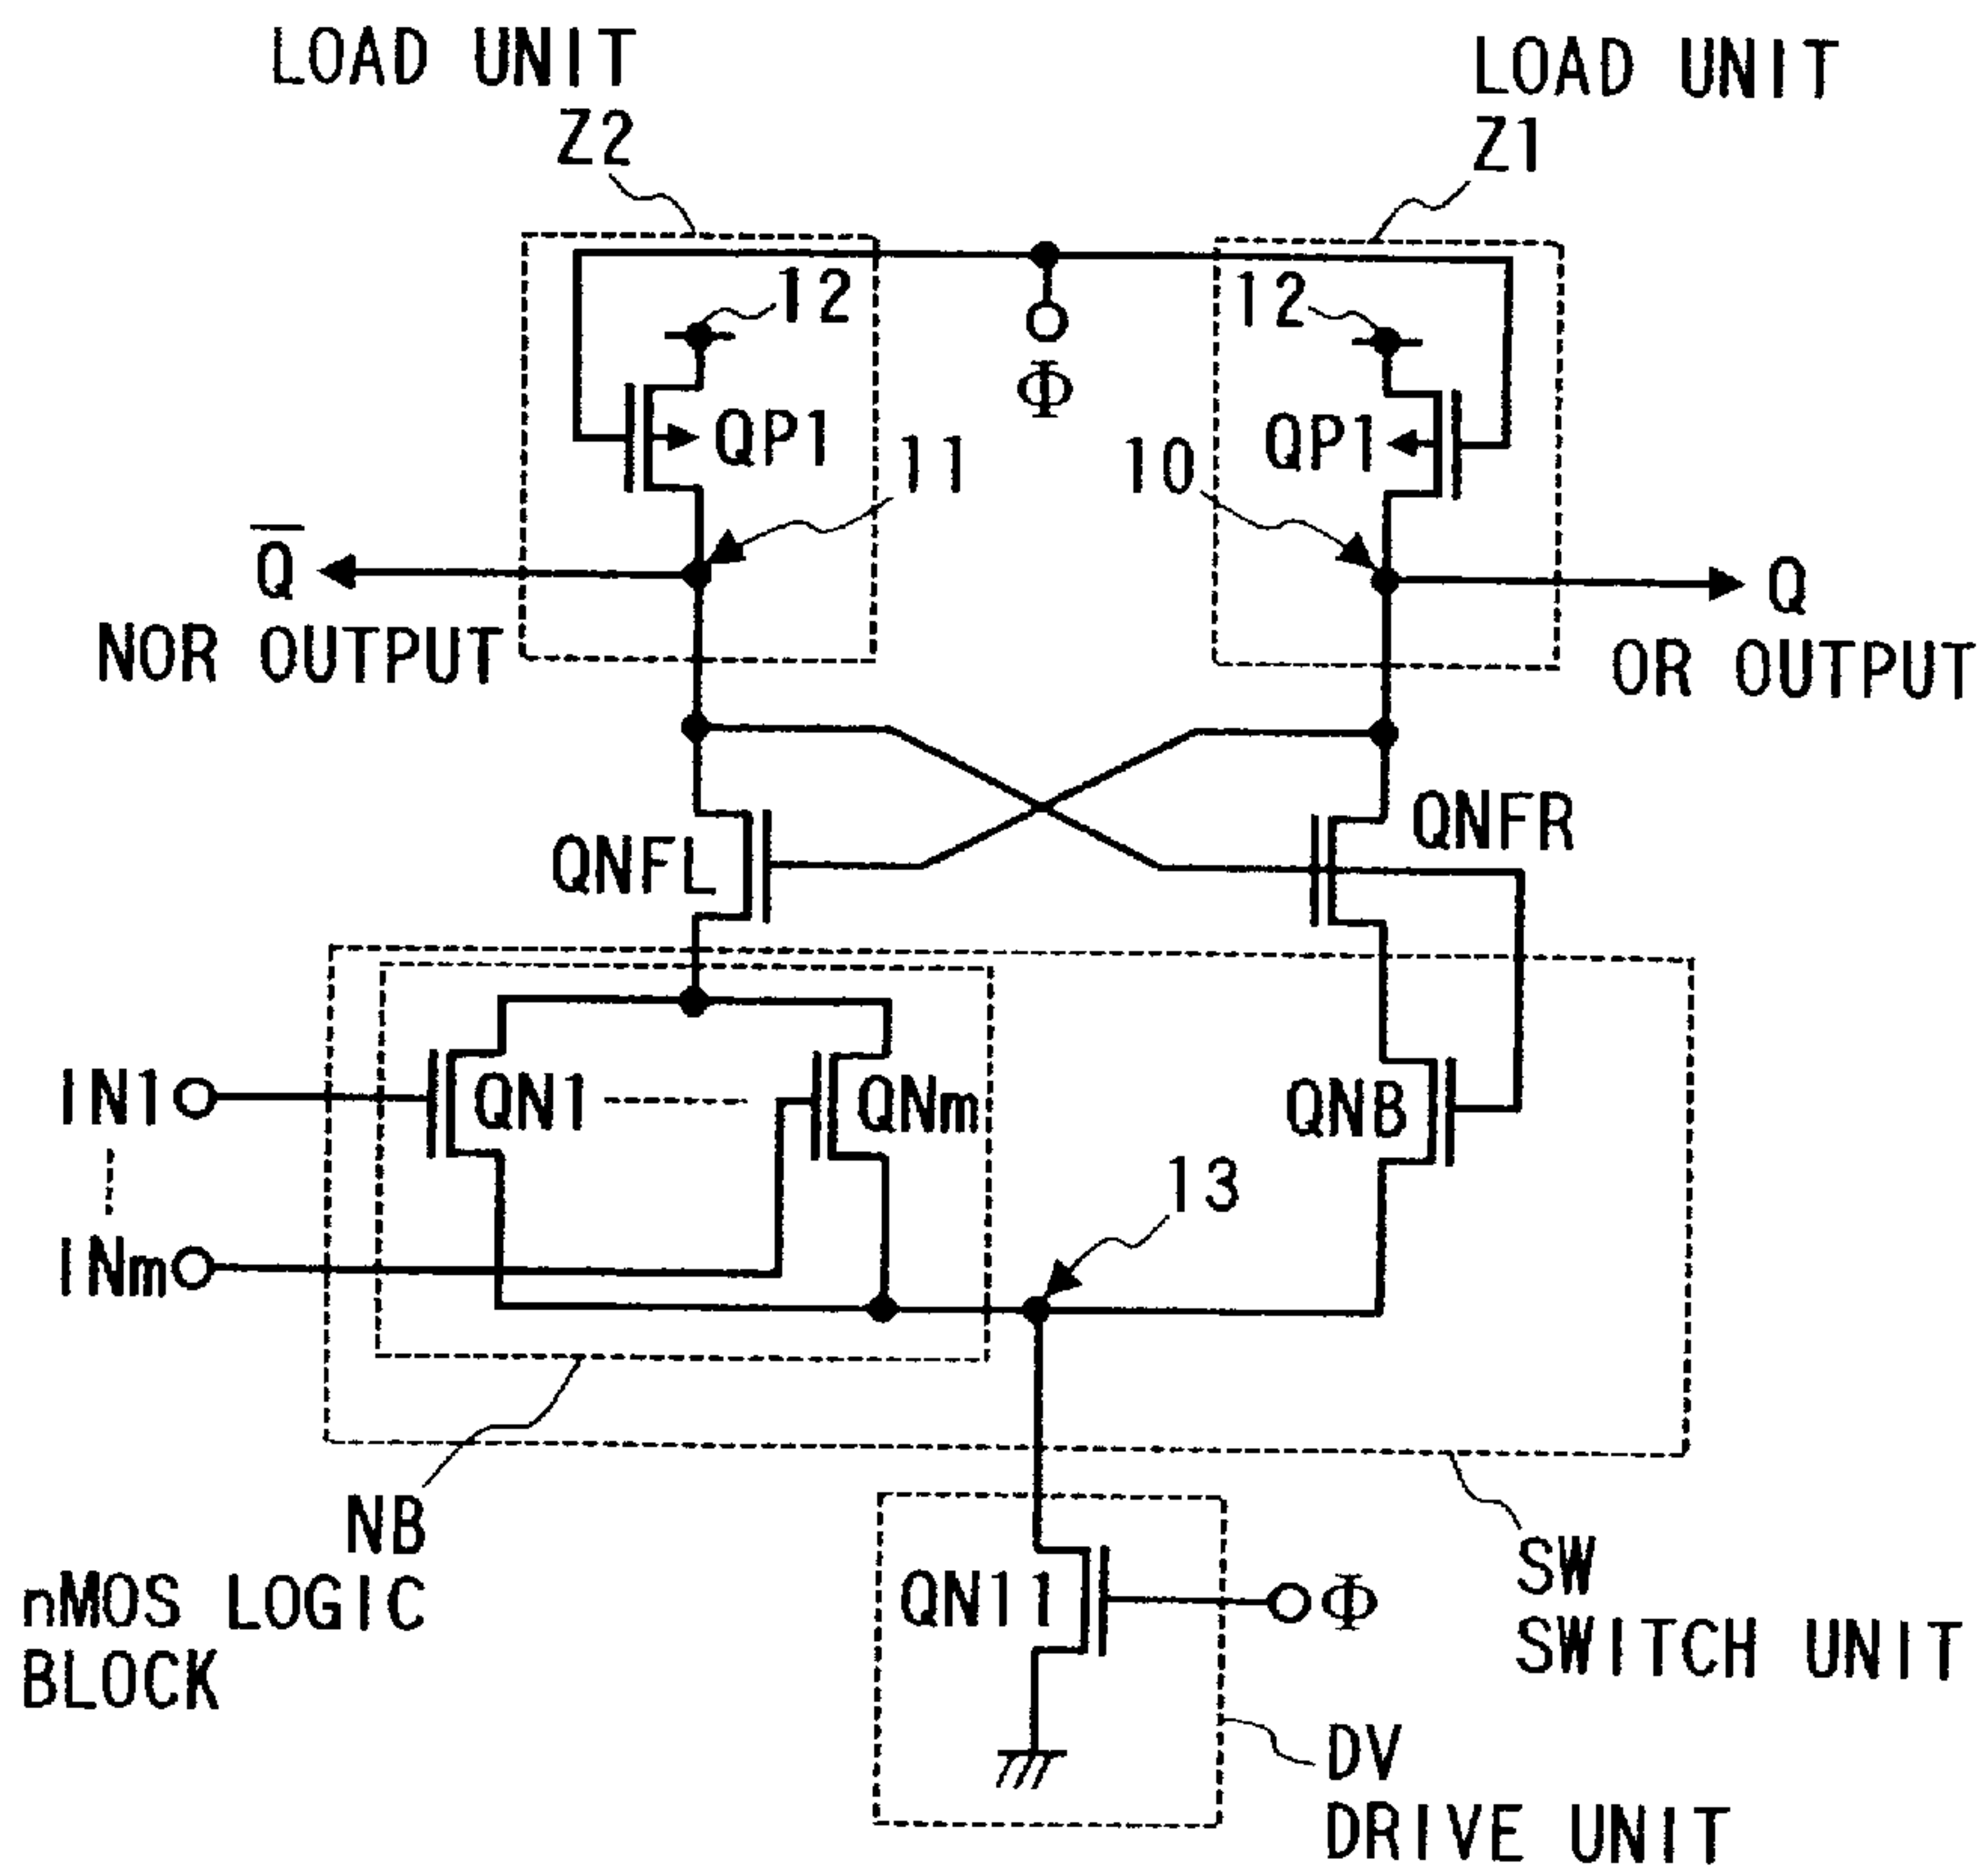 LOAD UNIT
Z2
LOAD UNIT
Z1
12
Φ
12
QP1
QP1
11
10
Q̅
NOR OUTPUT
Q
OR OUTPUT
QNFL
QNFR
IN1
QN1
QNm
QNB
13
INm
NB
nMOS LOGIC
BLOCK
SW
SWITCH UNIT
QN11
Φ
DV
DRIVE UNIT